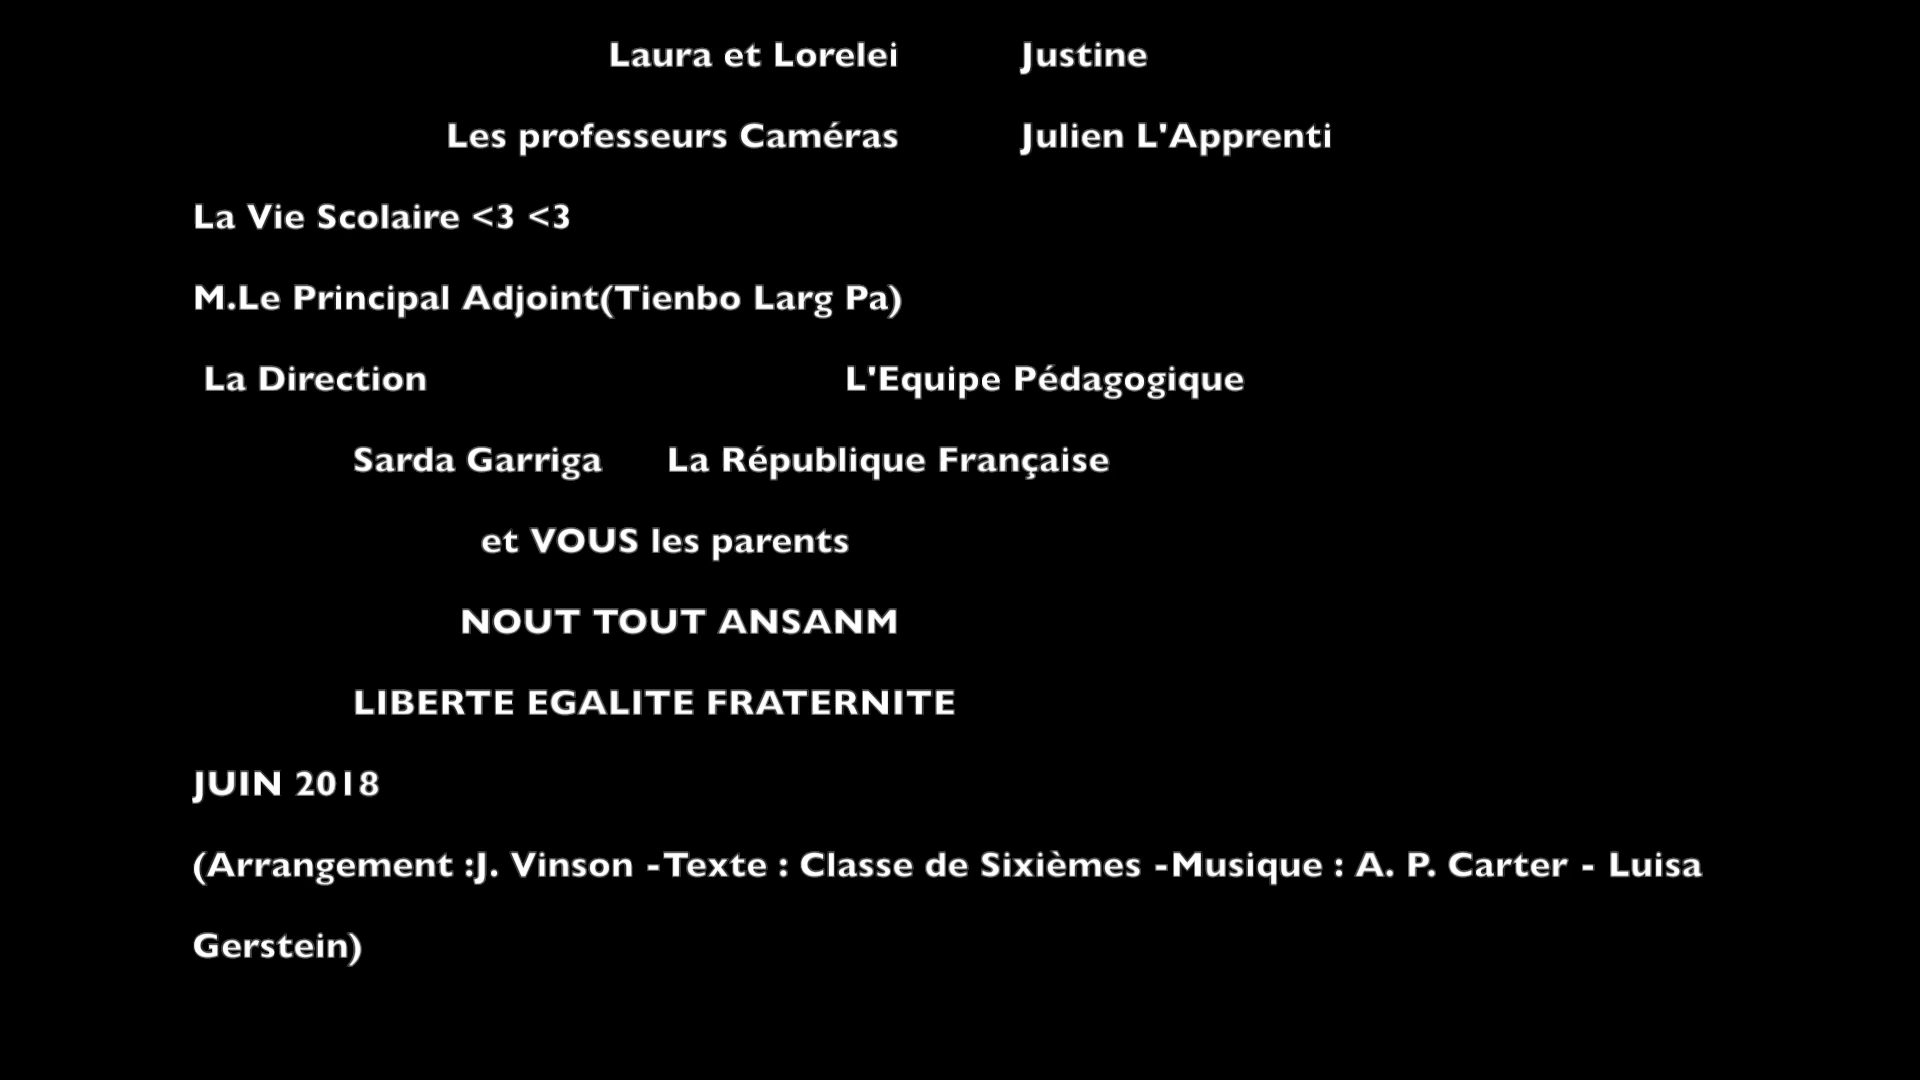 Laura et Lorelei Justine
Les professeurs Caméras Julien L'Apprenti
La Vie Scolaire <3 <3
M.Le Principal Adjoint(Tienbo Larg Pa)
La Direction L'Equipe Pédagogique
Sarda Garriga La République Française
et VOUS les parents
NOUT TOUT ANSANM
LIBERTE EGALITE FRATERNITE
JUIN 2018
(Arrangement :J. Vinson -Texte : Classe de Sixièmes -Musique : A. P. Carter - Luisa
Gerstein)